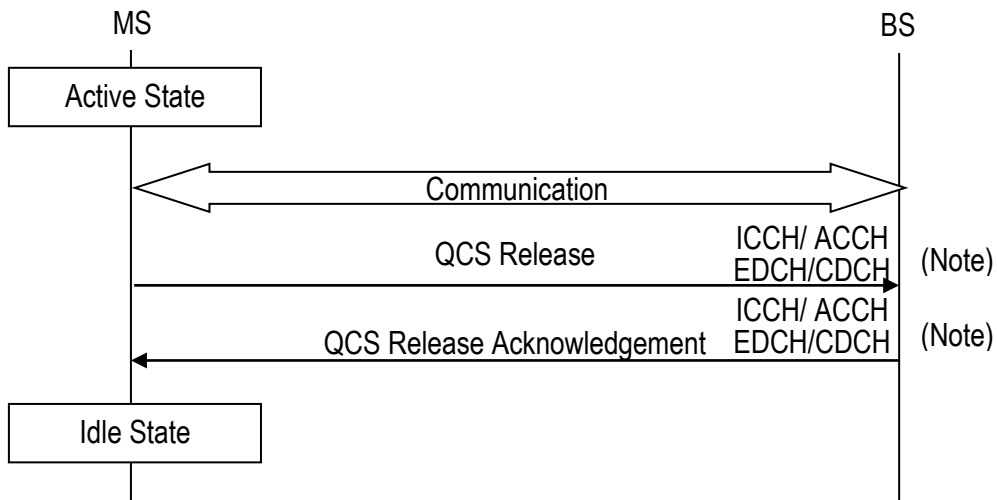 MS
BS
Active State
Communication
QCS Release
ICCH/ ACCH
EDCH/CDCH
(Note)
QCS Release Acknowledgement
ICCH/ ACCH
EDCH/CDCH
(Note)
Idle State